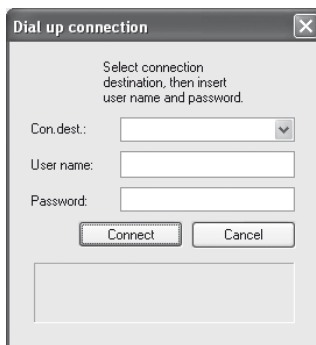 Dial up connection
Select connection
destination, then insert
user name and password.
Con.dest.:
User name:
Password:
Connect Cancel